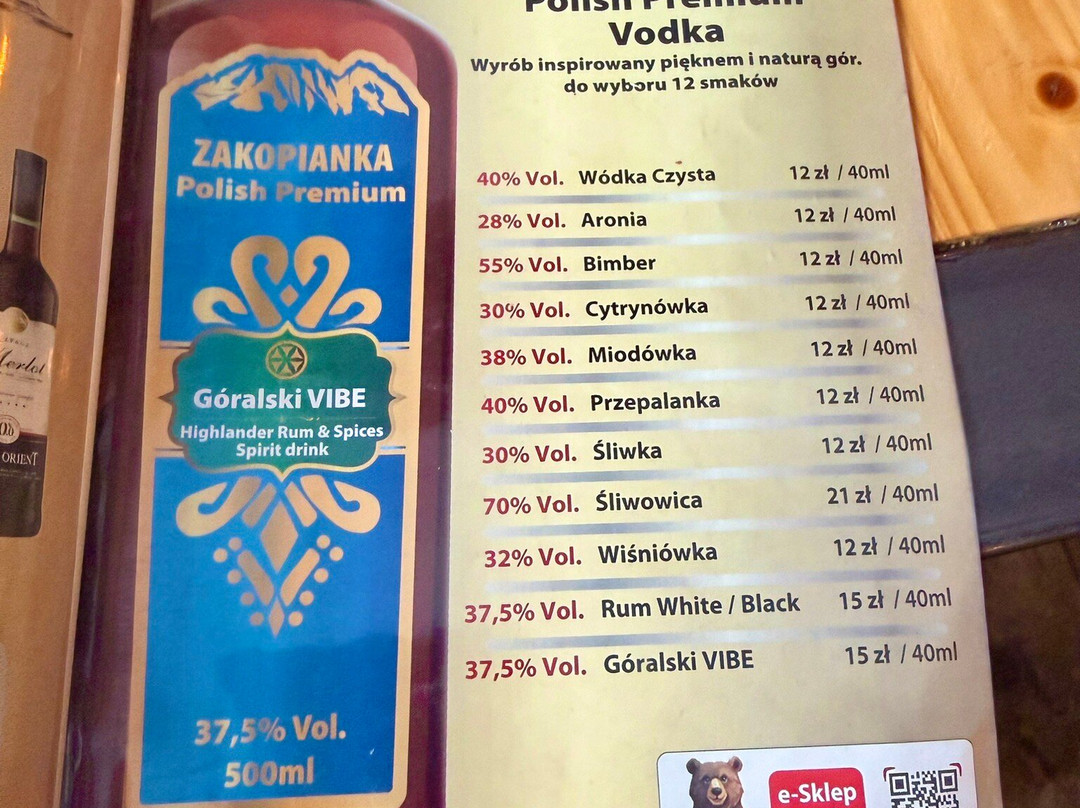 Polish Premium
Vodka
Wyrób inspirowany pięknem i naturą gór.
do wyboru 12 smaków
40% Vol. Wódka Czysta 12 zł / 40ml
28% Vol. Aronia 12 zł / 40ml
55% Vol. Bimber 12 zł / 40ml
30% Vol. Cytrynówka 12 zł / 40ml
38% Vol. Miodówka 12 zł / 40ml
40% Vol. Przepalanka 12 zł / 40ml
30% Vol. Śliwka 12 zł / 40ml
70% Vol. Śliwowica 21 zł / 40ml
32% Vol. Wiśniówka 12 zł / 40ml
37,5% Vol. Rum White / Black 15 zł / 40ml
37,5% Vol. Góralski VIBE 15 zł / 40ml
e-Sklep
ZAKOPIANKA
Polish Premium
Góralski VIBE
Highlander Rum & Spices
Spirit drink
37,5% Vol.
500ml
Merlot
ORIENT